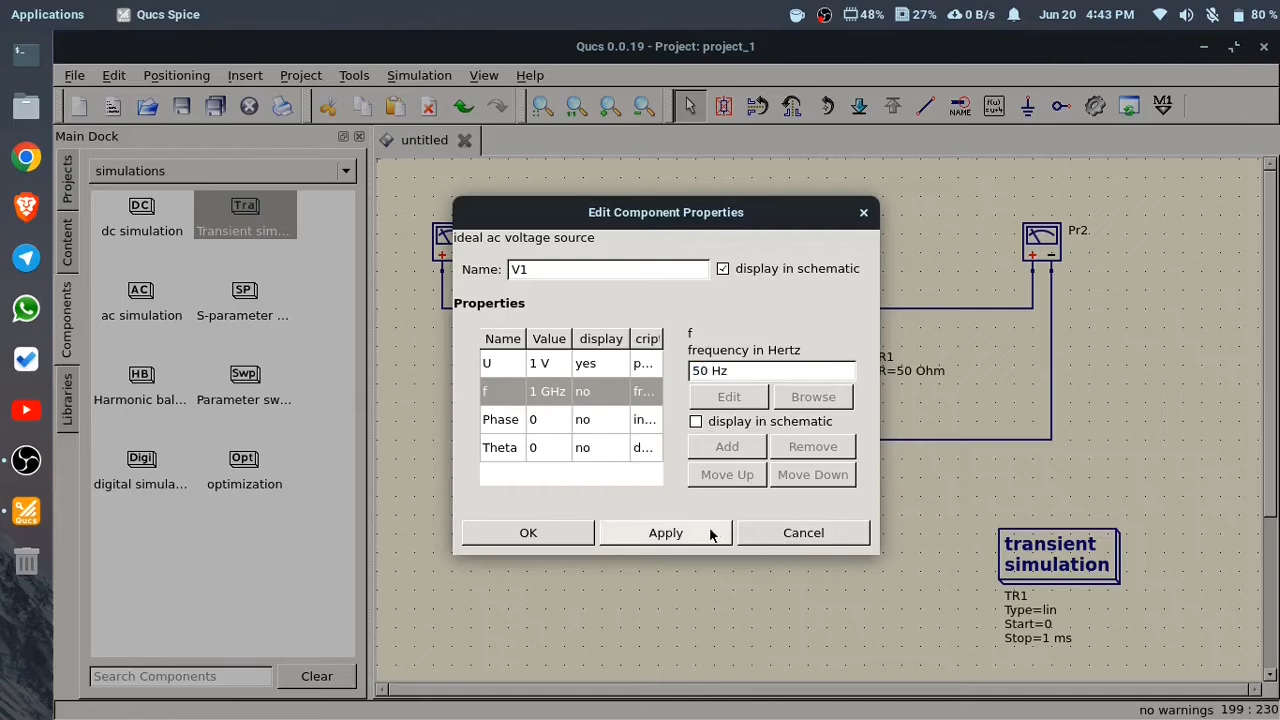 Applications Qucs Spice 48% 27% 0 B/s Jun 20 4:43 PM 80 %
Qucs 0.0.19 - Project: project_1
File Edit Positioning Insert Project Tools Simulation View Help
NAME
M1
Main Dock
untitled
Projects
Content
Components
Libraries
simulations
DC
dc simulation
Tra
Transient sim...
AC
ac simulation
SP
S-parameter ...
HB
Harmonic bal...
Swp
Parameter sw...
Digi
digital simula...
Opt
optimization
Search Components
Clear
Edit Component Properties
ideal ac voltage source
Name: V1 display in schematic
Properties
Name Value display cript
U 1 V yes p...
f 1 GHz no fr...
Phase 0 no in...
Theta 0 no d...
f
frequency in Hertz
50 Hz
Edit Browse
display in schematic
Add Remove
Move Up Move Down
OK Apply Cancel
Pr2
R1
R=50 Ohm
transient
simulation
TR1
Type=lin
Start=0
Stop=1 ms
Qucs
no warnings 199 : 230